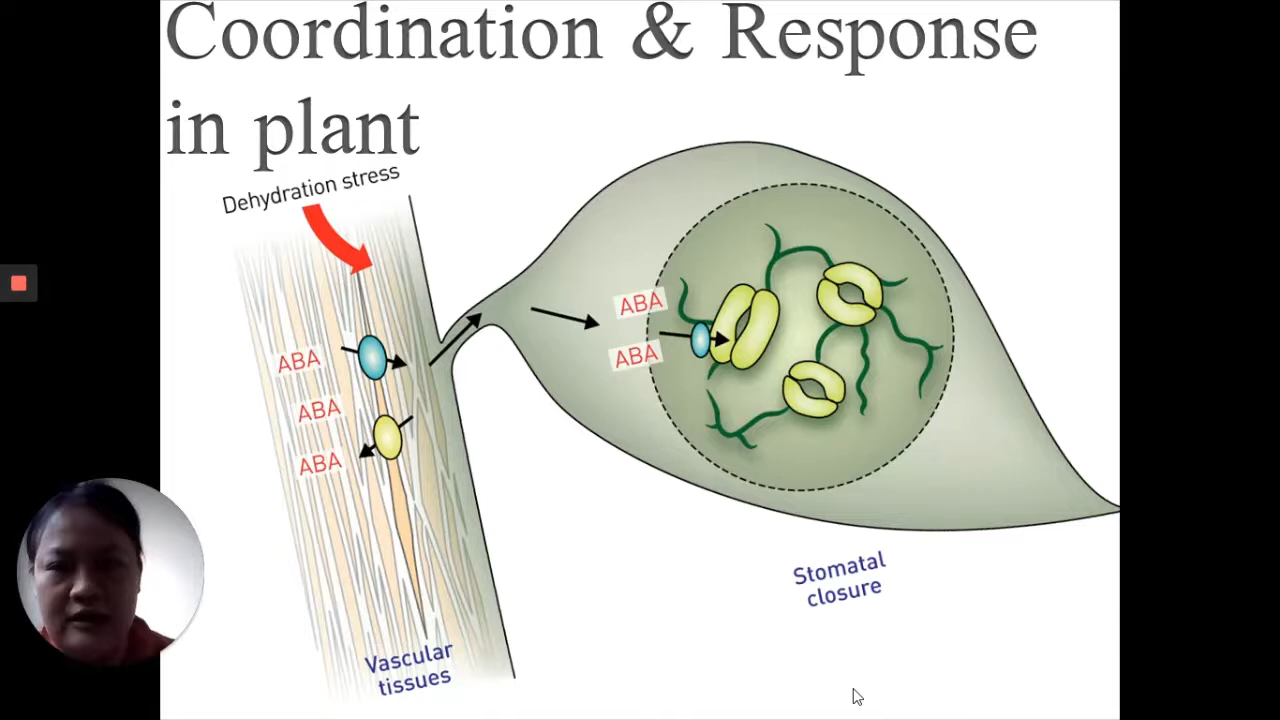 Coordination & Response
in plant
Dehydration stress
ABA
ABA
ABA
ABA
ABA
Stomatal
closure
Vascular
tissues